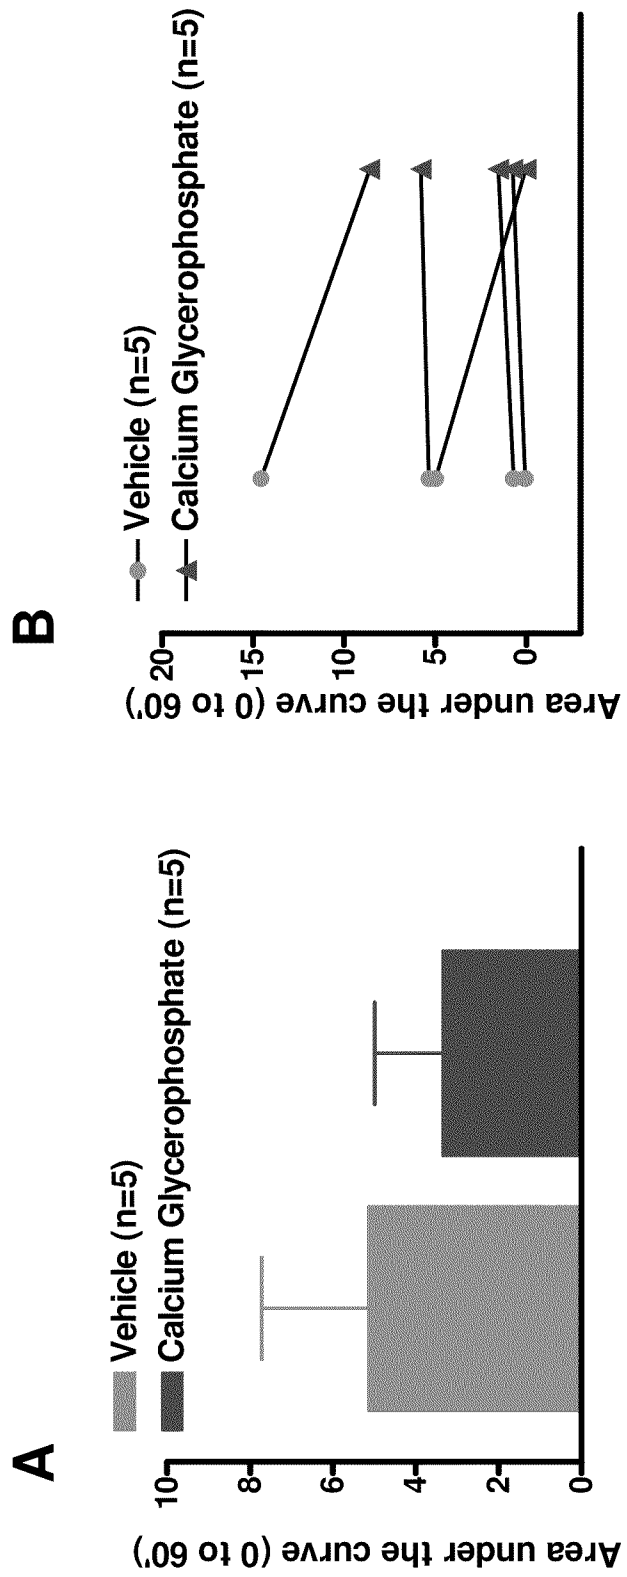 A
Vehicle (n=5)
Calcium Glycerophosphate (n=5)
Area under the curve (0 to 60')
10
8
6
4
2
0
B
Vehicle (n=5)
Calcium Glycerophosphate (n=5)
Area under the curve (0 to 60')
20
15
10
5
0